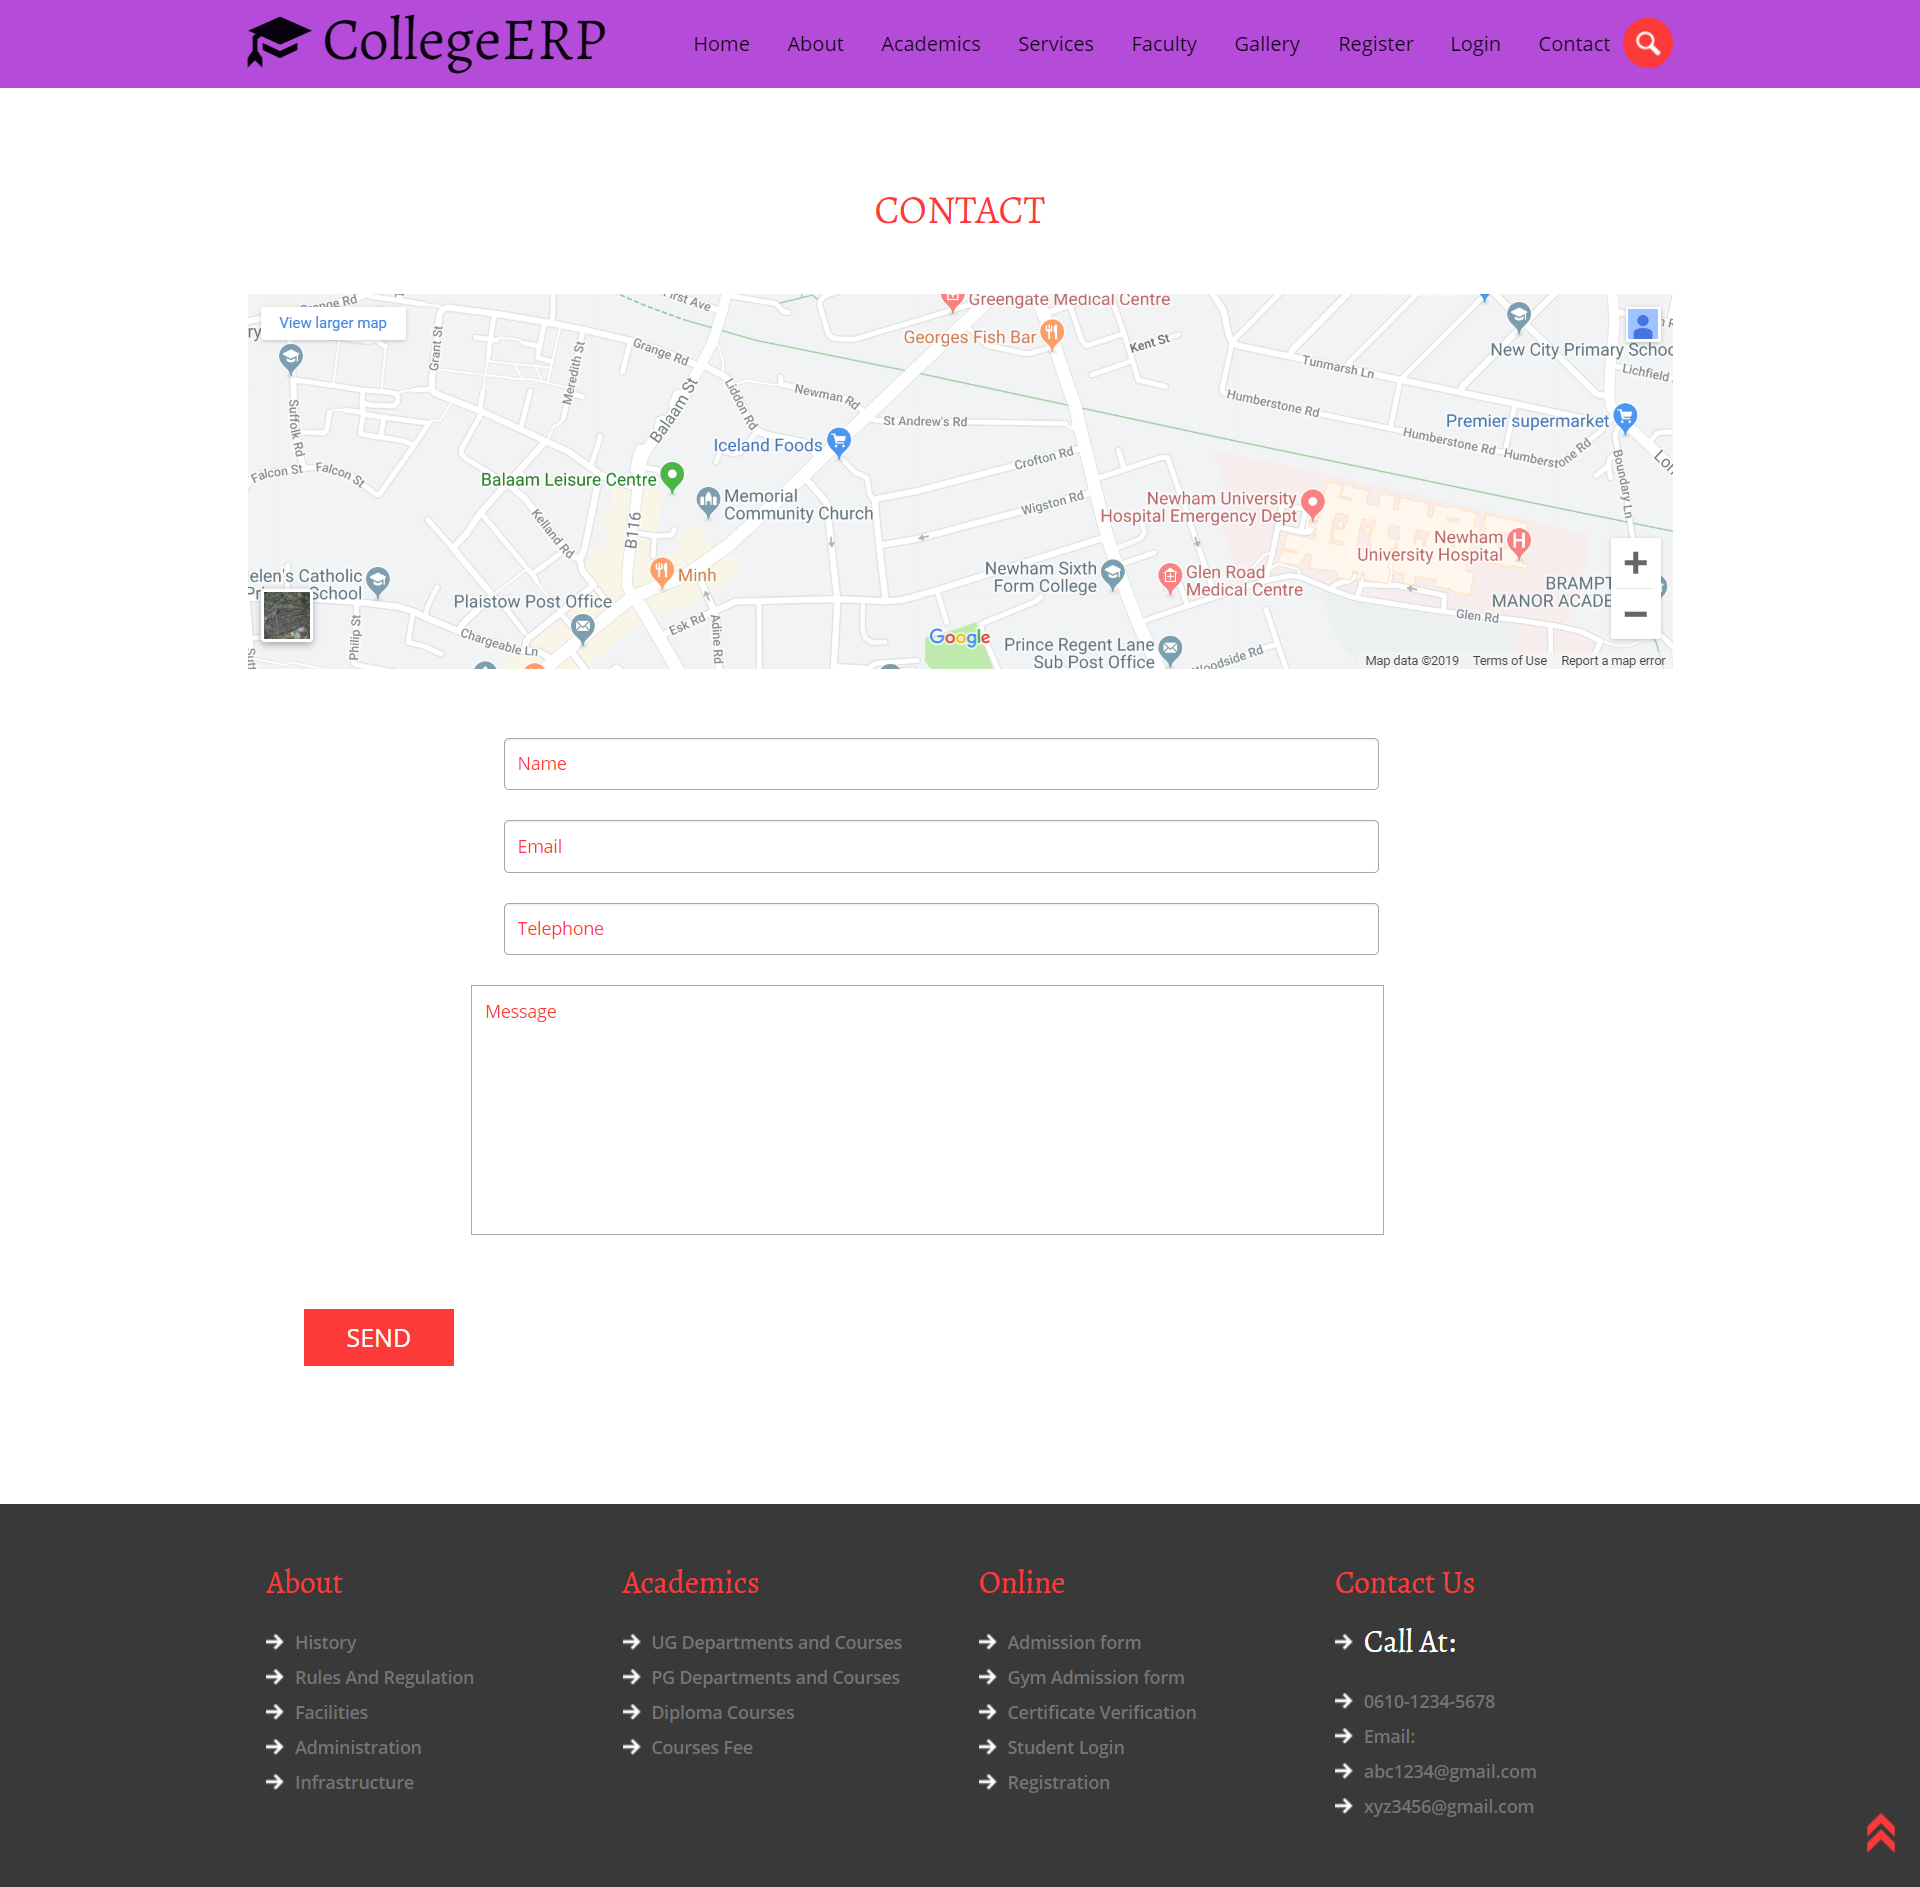 CollegeERP
Home About Academics Services Faculty Gallery Register Login Contact
CONTACT
View larger map
Grant St
Meredith St
Grange Rd
First Ave
Greengate Medical Centre
Georges Fish Bar
Kent St
New City Primary
Tunmarsh Ln
Lichfield
Suffolk Rd
Balaam St
Liddon Rd
Newman Rd
St Andrew's Rd
Humberstone Rd
Premier supermarket
Iceland Foods
Humberstone Rd
Humberstone Rd
Falcon St
Falcon St
Crofton Rd
Boundary Ln
Balaam Leisure Centre
Memorial
Community Church
Wigston Rd
Newham University
Hospital Emergency Dept
Kelland Rd
B116
Newham
University Hospital
Minh
Newham Sixth
Form College
Glen Road
Medical Centre
Catholic
School
Plaistow Post Office
MANOR
Glen Rd
Philip St
Chargeable Ln
Esk Rd
Adine Rd
Google
Prince Regent Lane
Sub Post Office
Woodside Rd
Map data ©2019 Terms of Use Report a map error
Name
Email
Telephone
Message
SEND
About
History
Rules And Regulation
Facilities
Administration
Infrastructure
Academics
UG Departments and Courses
PG Departments and Courses
Diploma Courses
Courses Fee
Online
Admission form
Gym Admission form
Certificate Verification
Student Login
Registration
Contact Us
Call At:
0610-1234-5678
Email:
abc1234@gmail.com
xyz3456@gmail.com